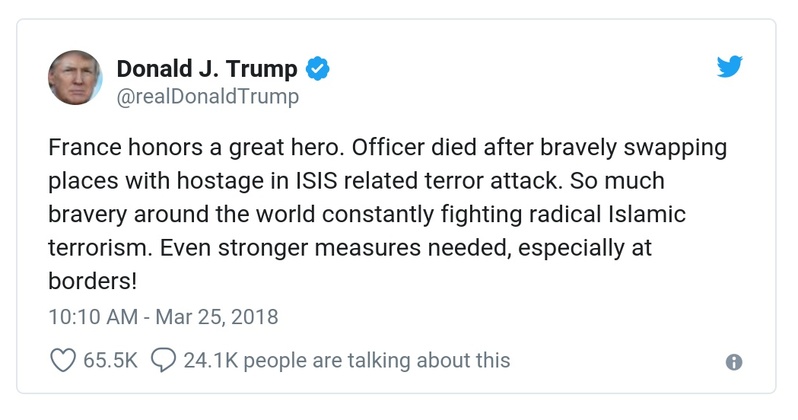 Donald J. Trump
@realDonaldTrump
France honors a great hero. Officer died after bravely swapping
places with hostage in ISIS related terror attack. So much
bravery around the world constantly fighting radical Islamic
terrorism. Even stronger measures needed, especially at
borders!
10:10 AM - Mar 25, 2018
65.5K 24.1K people are talking about this